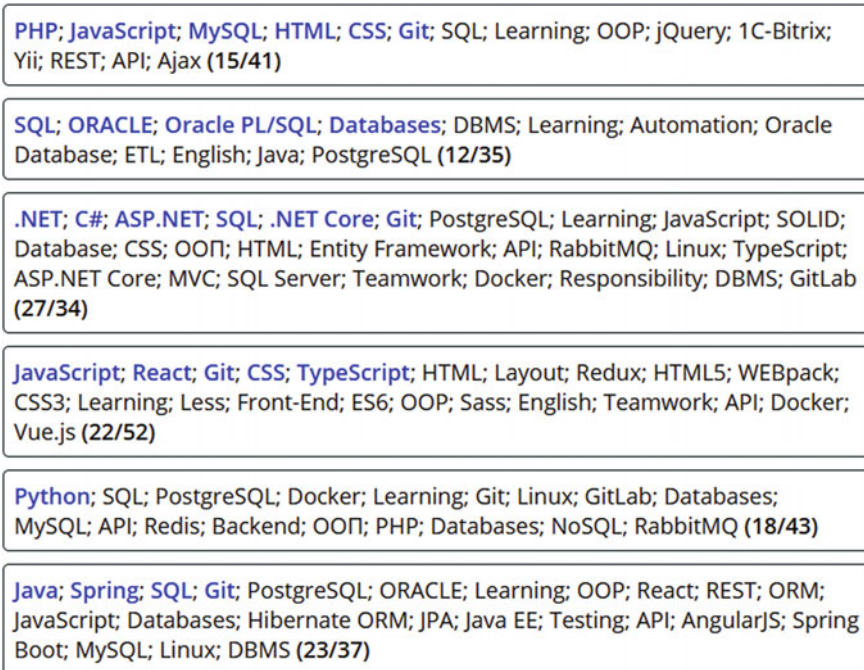 PHP; JavaScript; MySQL; HTML; CSS; Git; SQL; Learning; OOP; jQuery; 1C-Bitrix;
Yii; REST; API; Ajax (15/41)
SQL; ORACLE; Oracle PL/SQL; Databases; DBMS; Learning; Automation; Oracle
Database; ETL; English; Java; PostgreSQL (12/35)
.NET; C#; ASP.NET; SQL; .NET Core; Git; PostgreSQL; Learning; JavaScript; SOLID;
Database; CSS; ООП; HTML; Entity Framework; API; RabbitMQ; Linux; TypeScript;
ASP.NET Core; MVC; SQL Server; Teamwork; Docker; Responsibility; DBMS; GitLab
(27/34)
JavaScript; React; Git; CSS; TypeScript; HTML; Layout; Redux; HTML5; WEBpack;
CSS3; Learning; Less; Front-End; ES6; OOP; Sass; English; Teamwork; API; Docker;
Vue.js (22/52)
Python; SQL; PostgreSQL; Docker; Learning; Git; Linux; GitLab; Databases;
MySQL; API; Redis; Backend; ООП; PHP; Databases; NoSQL; RabbitMQ (18/43)
Java; Spring; SQL; Git; PostgreSQL; ORACLE; Learning; OOP; React; REST; ORM;
JavaScript; Databases; Hibernate ORM; JPA; Java EE; Testing; API; AngularJS; Spring
Boot; MySQL; Linux; DBMS (23/37)